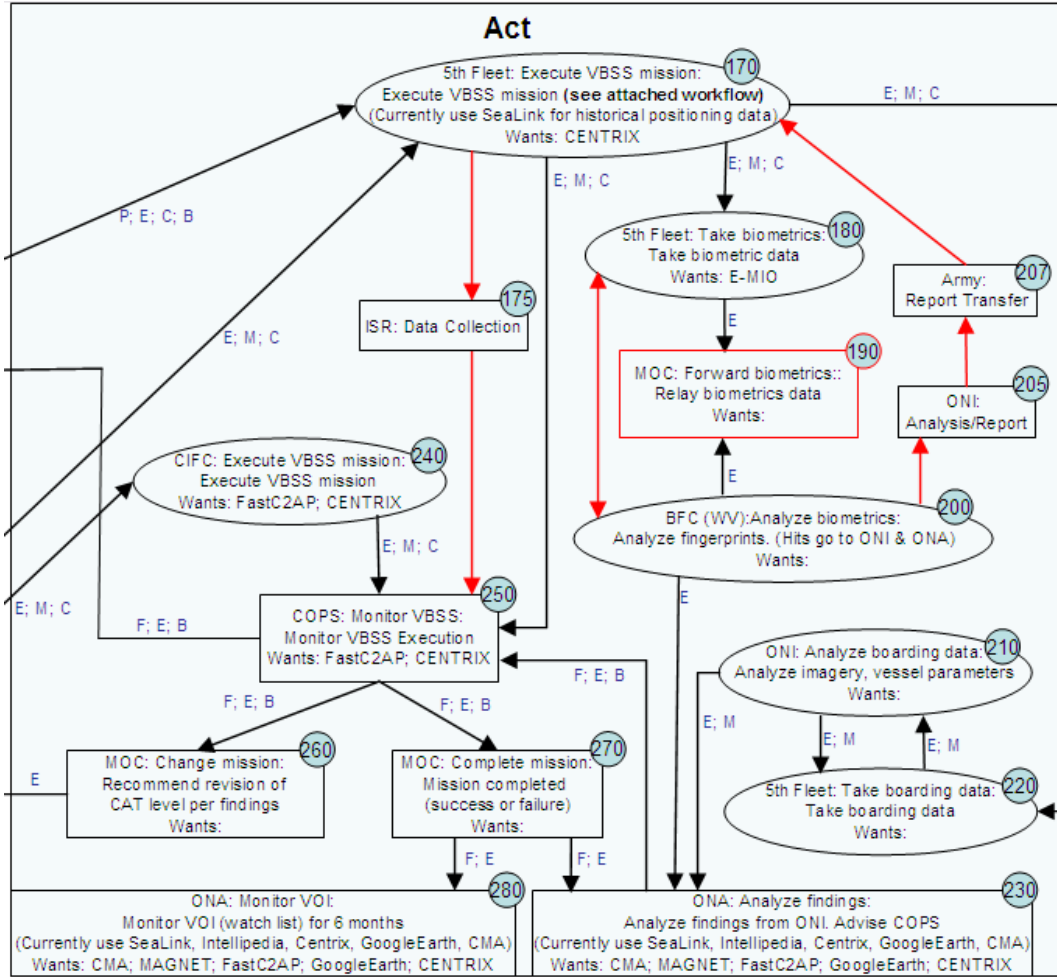 Act
170
5th Fleet: Execute VBSS mission:
Execute VBSS mission (see attached workflow)
(Currently use SeaLink for historical positioning data)
Wants: CENTRIX
E; M; C
E; M; C
E; M; C
P; E; C; B
180
5th Fleet: Take biometrics:
Take biometric data
Wants: E-MIO
207
Army:
Report Transfer
175
ISR: Data Collection
E; M; C
E
190
MOC: Forward biometrics::
Relay biometrics data
Wants:
205
ONI:
Analysis/Report
240
CIFC: Execute VBSS mission:
Execute VBSS mission
Wants: FastC2AP; CENTRIX
E
200
BFC (WV):Analyze biometrics:
Analyze fingerprints. (Hits go to ONI & ONA)
Wants:
E; M; C
E; M; C
E
250
COPS: Monitor VBSS:
Monitor VBSS Execution
Wants: FastC2AP; CENTRIX
F; E; B
F; E; B
210
ONI: Analyze boarding data:
Analyze imagery, vessel parameters
Wants:
F; E; B
F; E; B
E; M
E; M
E; M
260
MOC: Change mission:
Recommend revision of
CAT level per findings
Wants:
E
270
MOC: Complete mission:
Mission completed
(success or failure)
Wants:
220
5th Fleet: Take boarding data:
Take boarding data
Wants:
F; E
F; E
280
ONA: Monitor VOI:
Monitor VOI (watch list) for 6 months
(Currently use SeaLink, Intellipedia, Centrix, GoogleEarth, CMA)
Wants: CMA; MAGNET; FastC2AP; GoogleEarth; CENTRIX
230
ONA: Analyze findings:
Analyze findings from ONI. Advise COPS
(Currently use SeaLink, Intellipedia, Centrix, GoogleEarth, CMA)
Wants: CMA; MAGNET; FastC2AP; GoogleEarth; CENTRIX